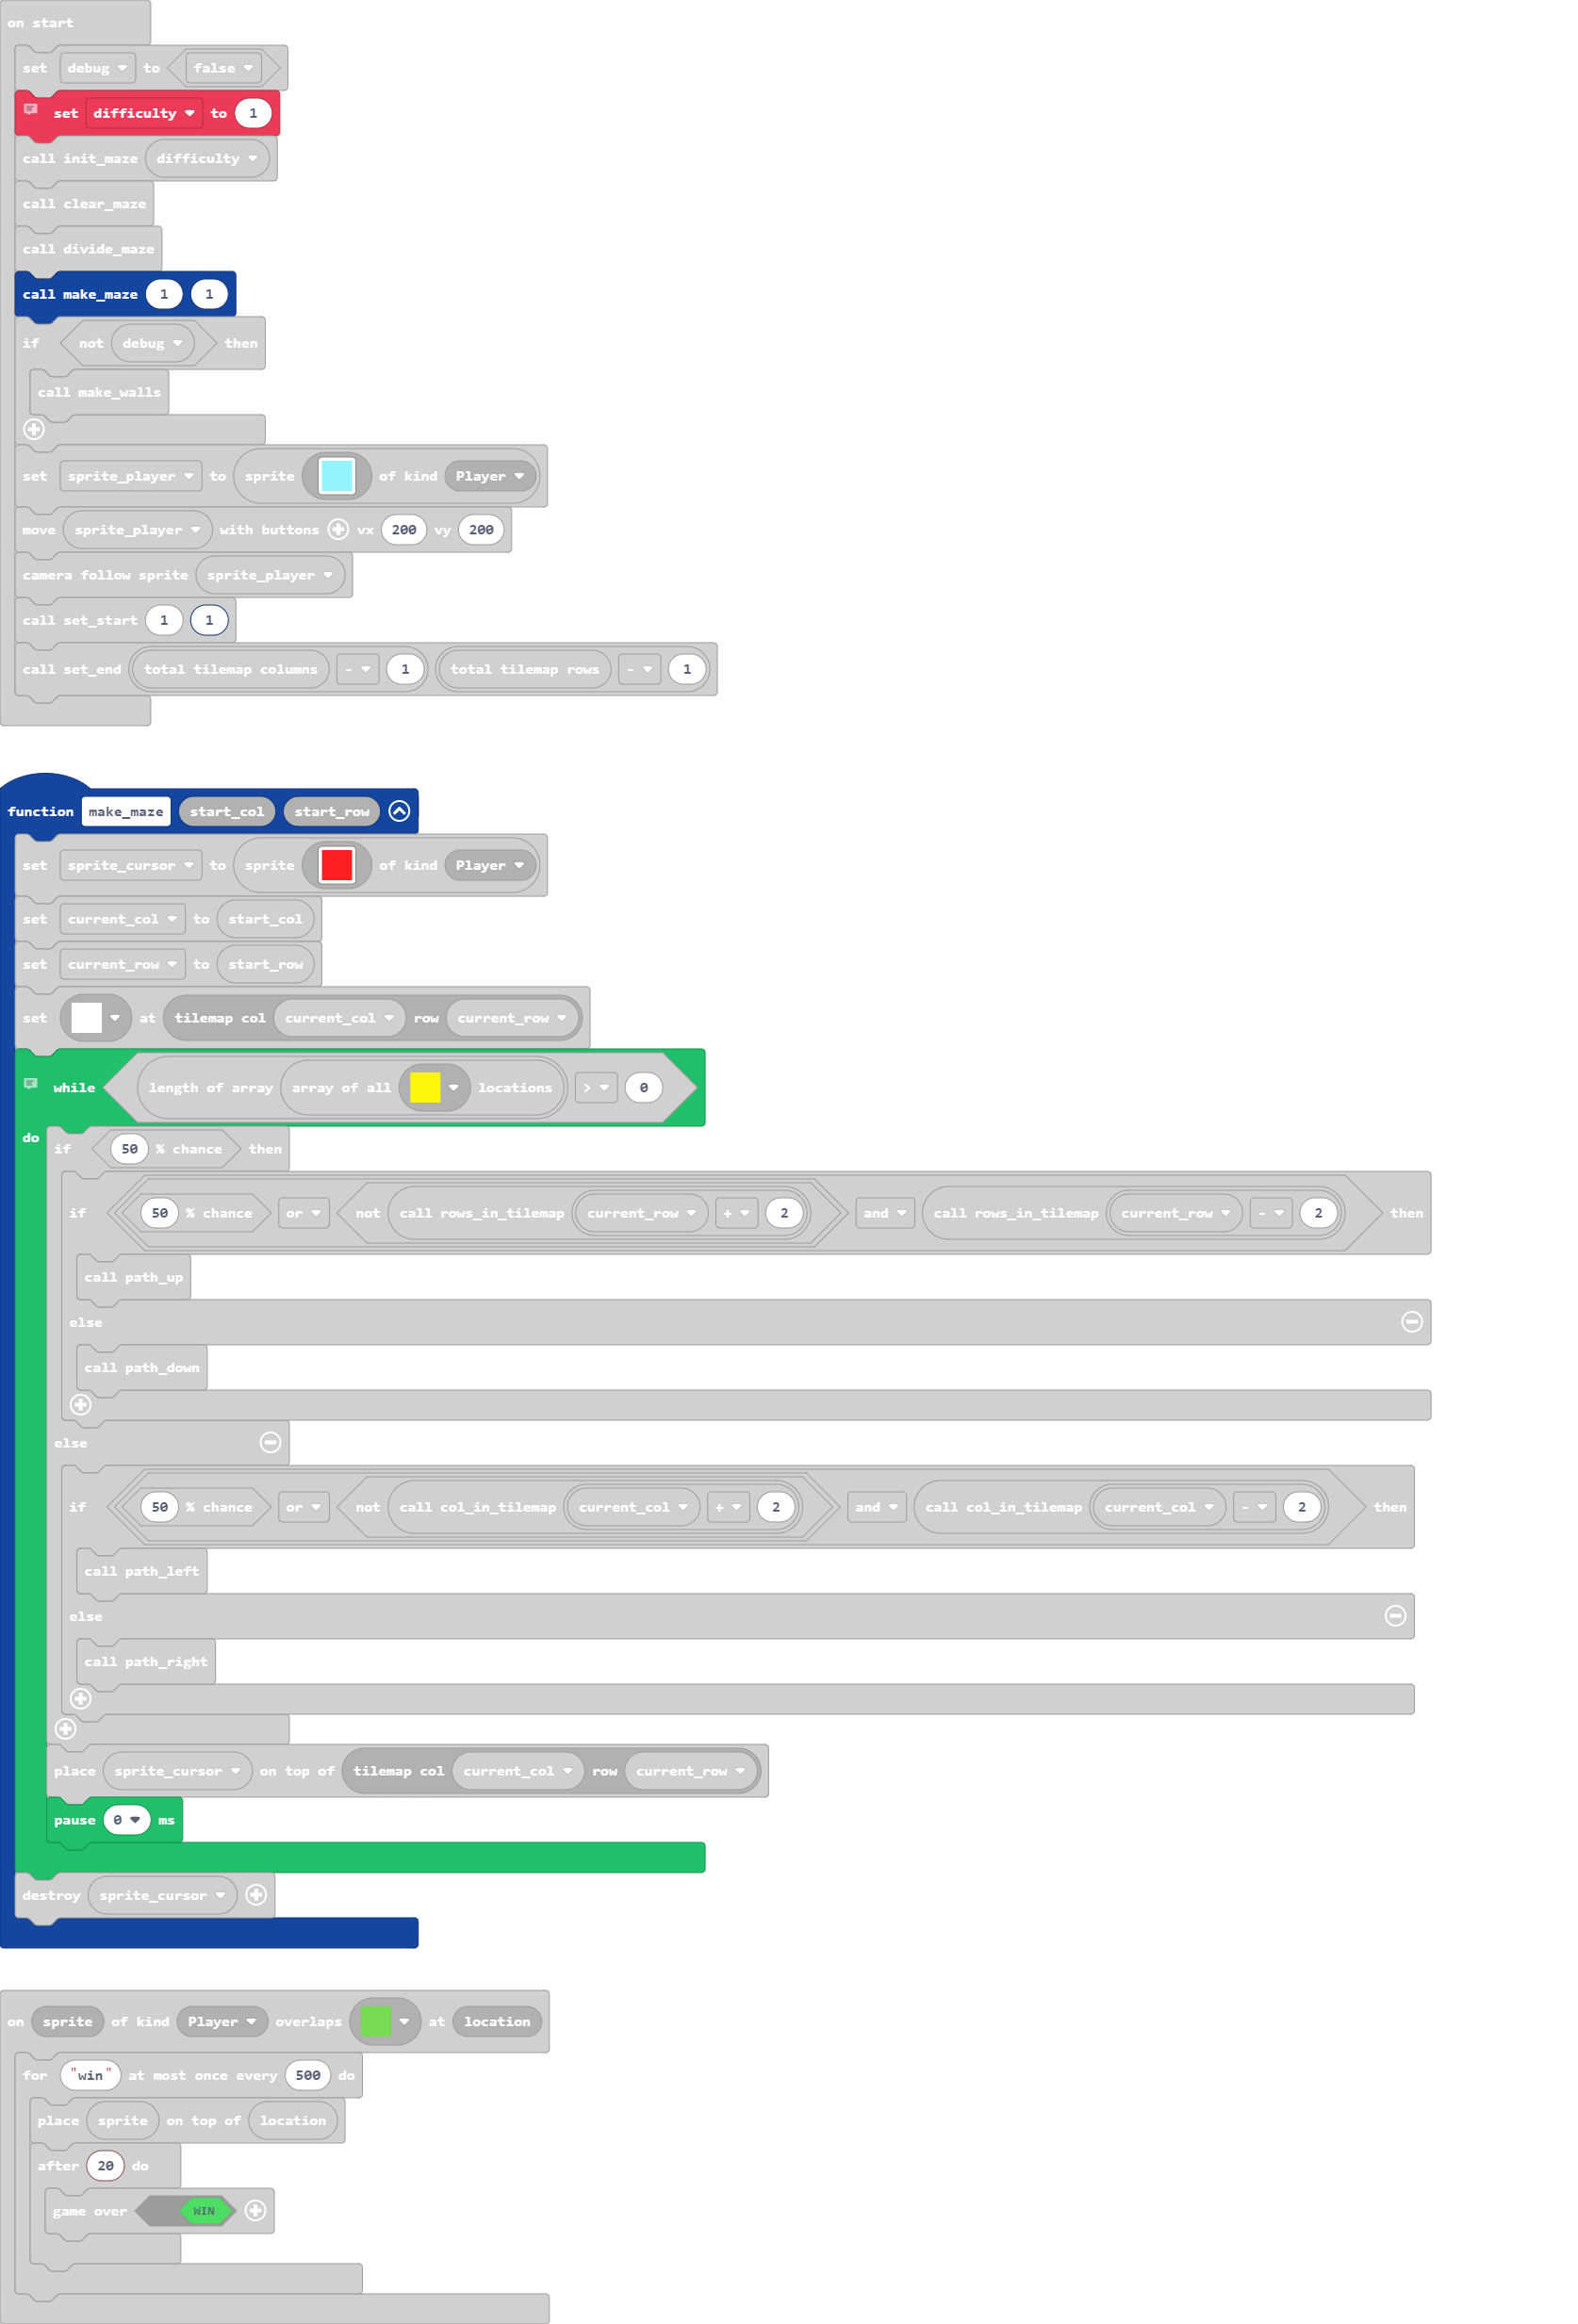 on start
set debug to false
set difficulty to 1
call init_maze difficulty
call clear_maze
call divide_maze
call make_maze 1 1
if not debug then
call make_walls
set sprite_player to sprite of kind Player
move sprite_player with buttons vx 200 vy 200
camera follow sprite sprite_player
call set_start 1 1
call set_end total tilemap columns - 1 total tilemap rows - 1
function make_maze start_col start_row
set sprite_cursor to sprite of kind Player
set current_col to start_col
set current_row to start_row
set at tilemap col current_col row current_row
while length of array array of all locations > 0
do
if 50 % chance then
if 50 % chance or not call rows_in_tilemap current_row + 2 and call rows_in_tilemap current_row - 2 then
call path_up
else
call path_down
else
if 50 % chance or not call col_in_tilemap current_col + 2 and call col_in_tilemap current_col - 2 then
call path_left
else
call path_right
place sprite_cursor on top of tilemap col current_col row current_row
pause 0 ms
destroy sprite_cursor
on sprite of kind Player overlaps at location
for "win" at most once every 500 do
place sprite on top of location
after 20 do
game over WIN